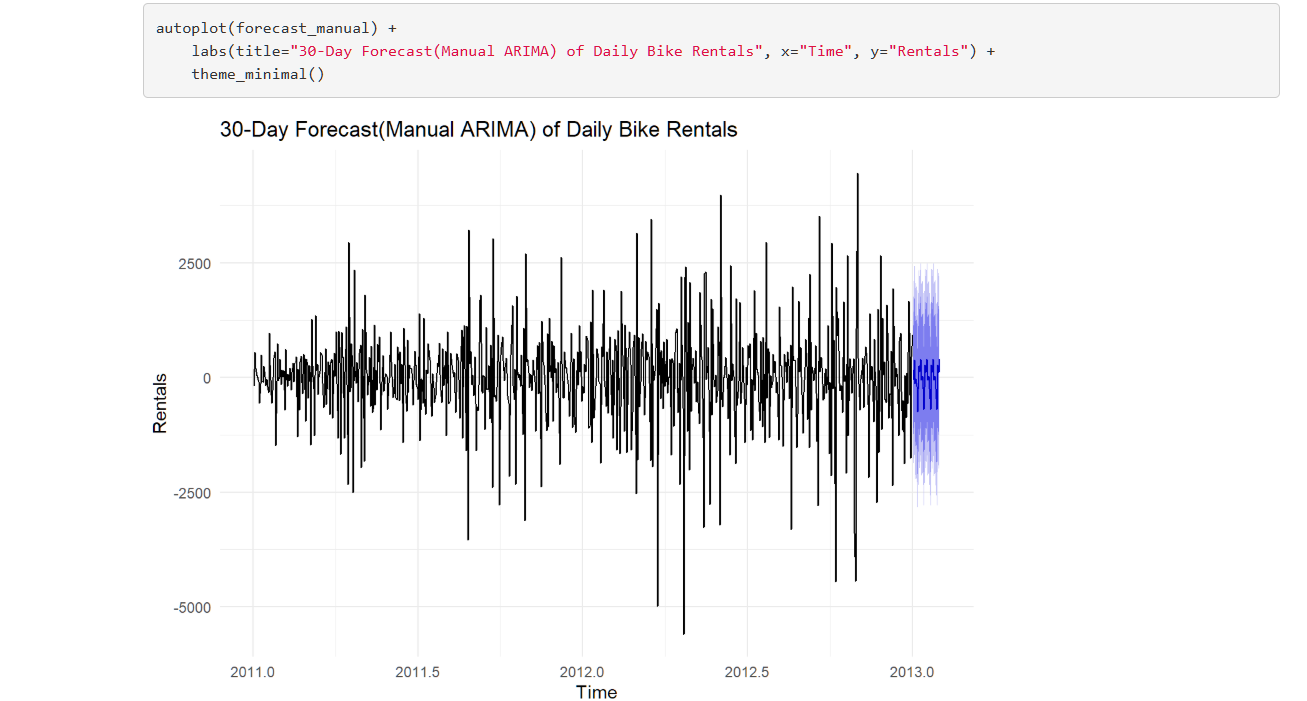 autoplot(forecast_manual) +
labs(title="30-Day Forecast(Manual ARIMA) of Daily Bike Rentals", x="Time", y="Rentals") +
theme_minimal()
30-Day Forecast(Manual ARIMA) of Daily Bike Rentals
Rentals
2500
0
-2500
-5000
2011.0 2011.5 2012.0 2012.5 2013.0
Time